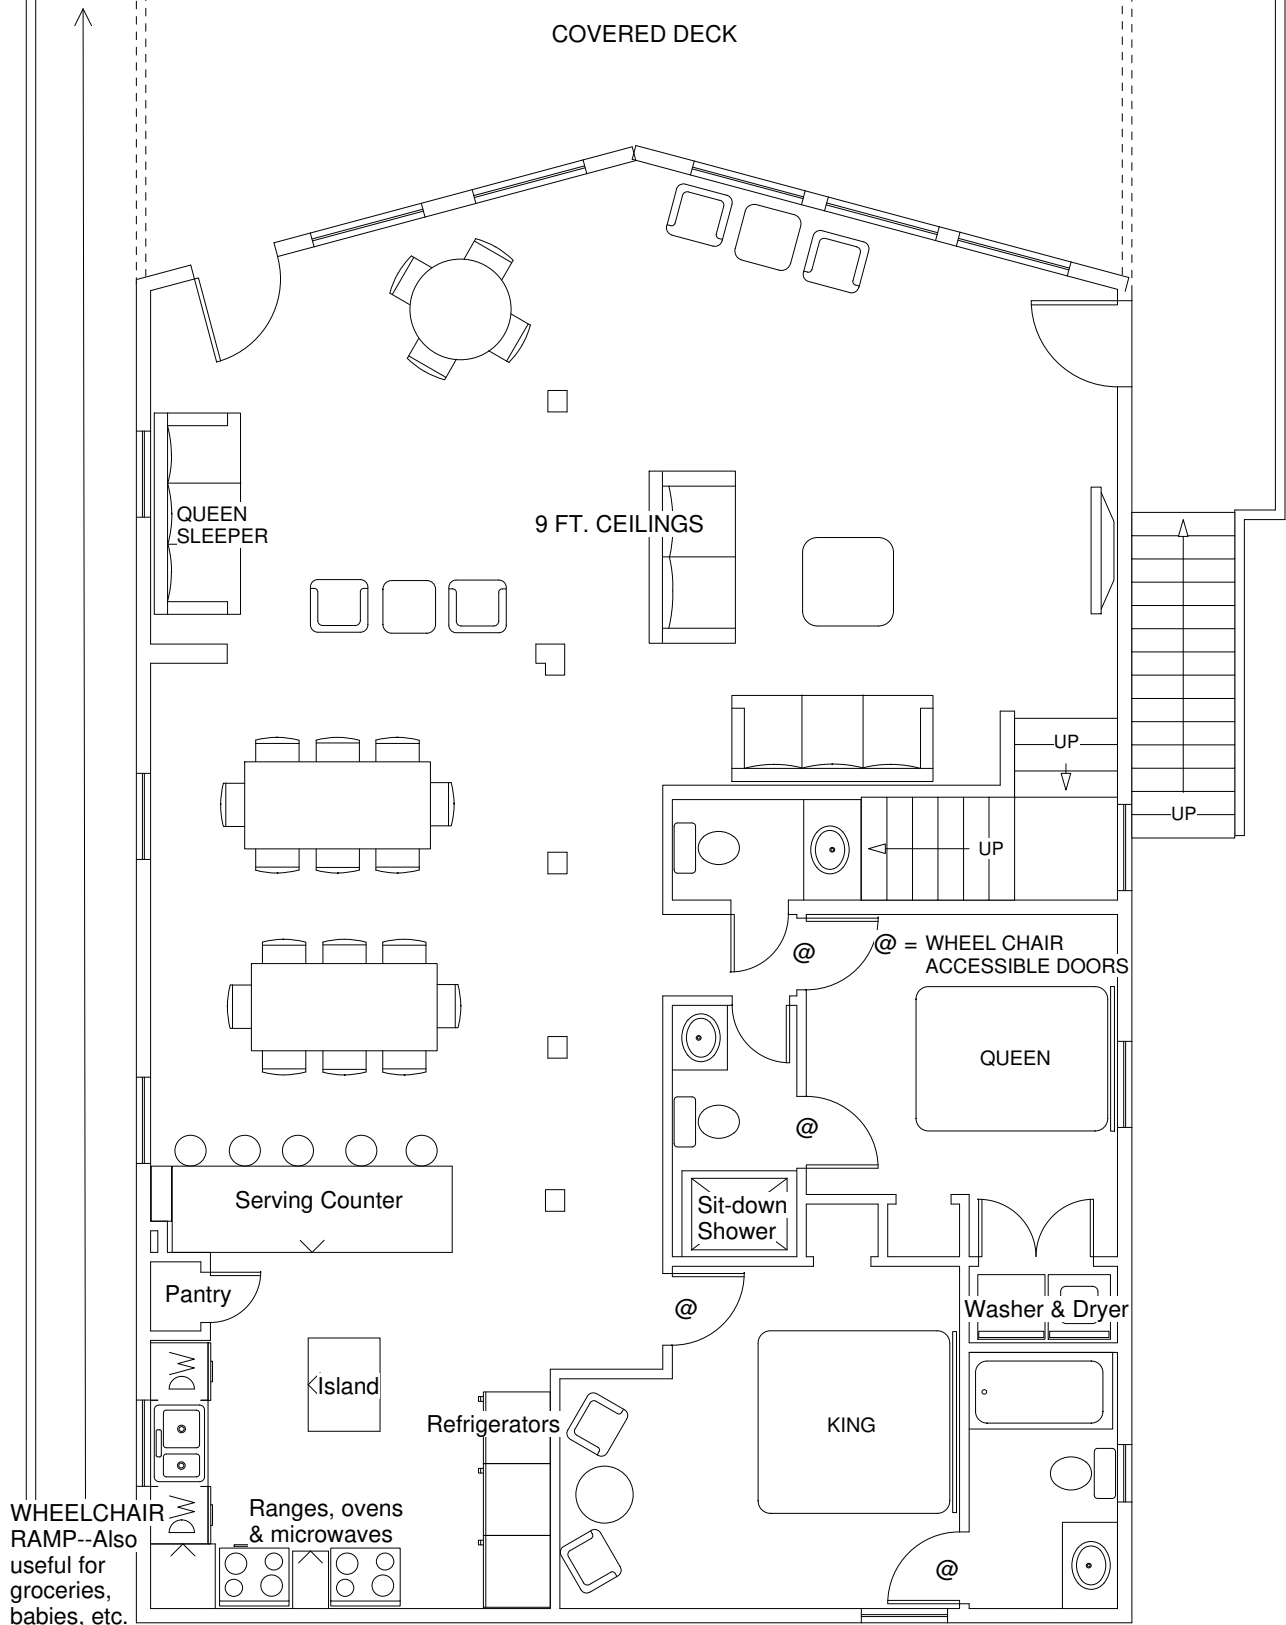 COVERED DECK
QUEEN
SLEEPER
9 FT. CEILINGS
UP
UP
UP
@
@ = WHEEL CHAIR
ACCESSIBLE DOORS
QUEEN
@
Serving Counter
Sit-down
Shower
Pantry
@
Washer & Dryer
DW
Island
Refrigerators
KING
WHEELCHAIR
RAMP--Also
useful for
groceries,
babies, etc.
DW
Ranges, ovens
& microwaves
@